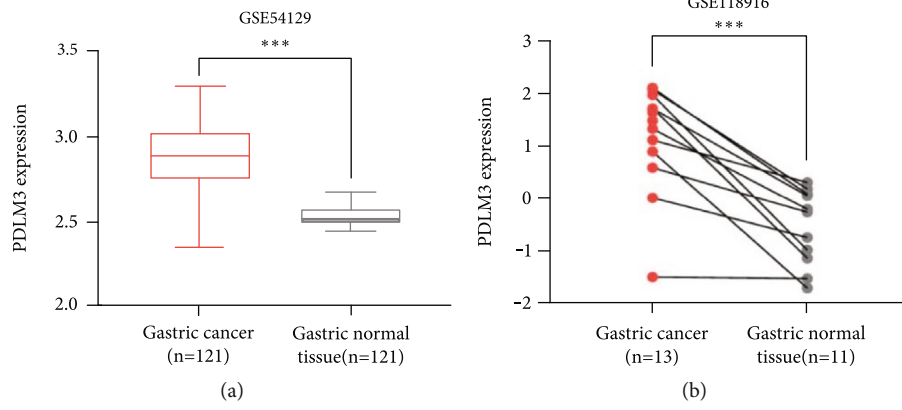 GSE54129
***
3.5
3.0
2.5
2.0
PDLM3 expression
Gastric cancer
(n=121)
Gastric normal
tissue(n=121)
(a)
GSE118916
***
3
2
1
0
−1
−2
PDLM3 expression
Gastric cancer
(n=13)
Gastric normal
tissue(n=11)
(b)